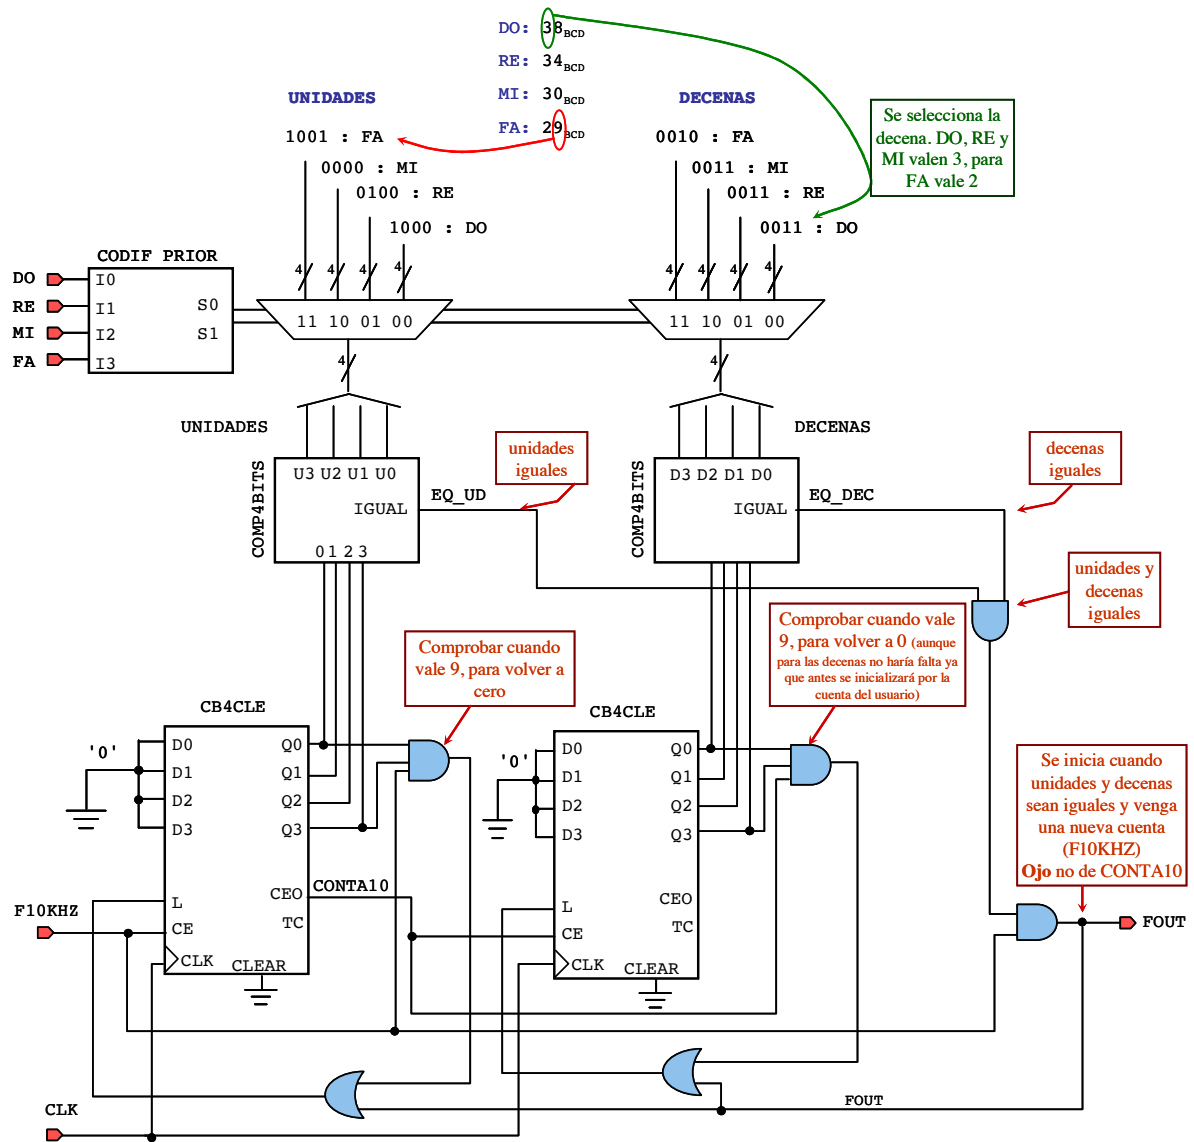 DO: 38BCD
RE: 34BCD
MI: 30BCD
FA: 29BCD
UNIDADES
DECENAS
1001 : FA
0000 : MI
0100 : RE
1000 : DO
0010 : FA
0011 : MI
0011 : RE
0011 : DO
Se selecciona la
decena. DO, RE y
MI valen 3, para
FA vale 2
4 4 4 4
4 4 4 4
CODIF PRIOR
DO
RE
MI
FA
I0
I1
I2
I3
S0
S1
11 10 01 00
11 10 01 00
4
4
UNIDADES
DECENAS
COMP4BITS
U3 U2 U1 U0
IGUAL
0 1 2 3
EQ_UD
unidades
iguales
COMP4BITS
D3 D2 D1 D0
IGUAL
EQ_DEC
decenas
iguales
unidades y
decenas
iguales
Comprobar cuando
vale 9, para volver a
cero
Comprobar cuando vale
9, para volver a 0 (aunque
para las decenas no haría falta ya
que antes se inicializará por la
cuenta del usuario)
CB4CLE
'0'
D0
D1
D2
D3
Q0
Q1
Q2
Q3
L
CE
CLK
CEO
TC
CLEAR
CONTA10
F10KHZ
CB4CLE
'0'
D0
D1
D2
D3
Q0
Q1
Q2
Q3
L
CE
CLK
CEO
TC
CLEAR
Se inicia cuando
unidades y decenas
sean iguales y venga
una nueva cuenta
(F10KHZ)
Ojo no de CONTA10
FOUT
FOUT
CLK